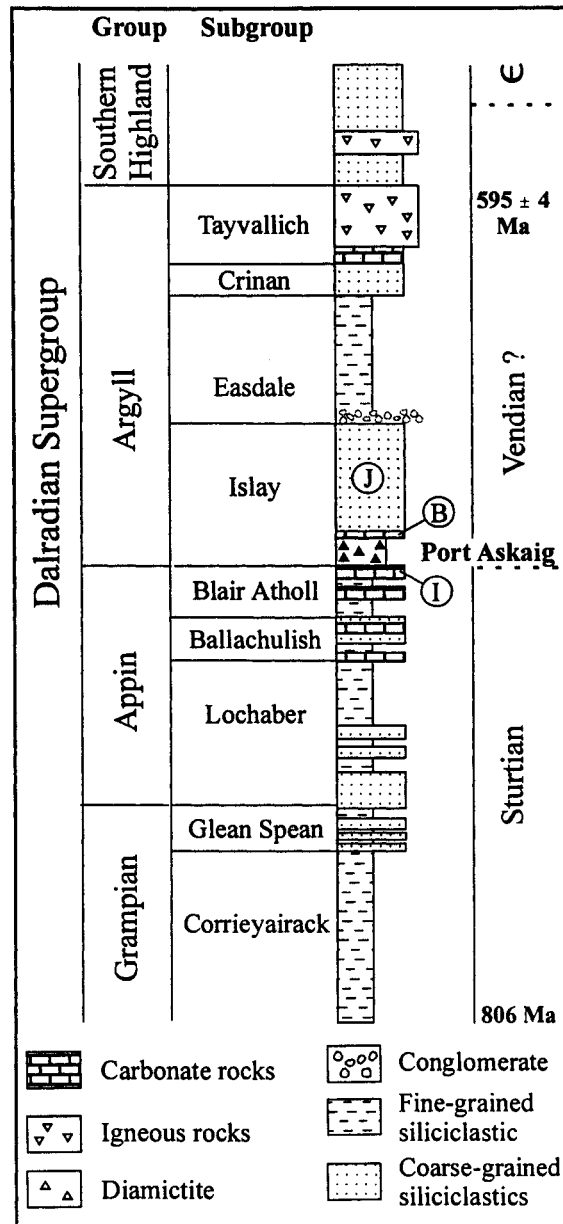 Group Subgroup
Dalradian Supergroup
Southern Highland
Argyll
Appin
Grampian
Tayvallich
Crinan
Easdale
Islay
Blair Atholl
Ballachulish
Lochaber
Glean Spean
Corrieyairack
J
B
I
Port Askaig
Є
595 ± 4
Ma
Vendian ?
Sturtian
806 Ma
Carbonate rocks
Igneous rocks
Diamictite
Conglomerate
Fine-grained
siliciclastic
Coarse-grained
siliciclastics